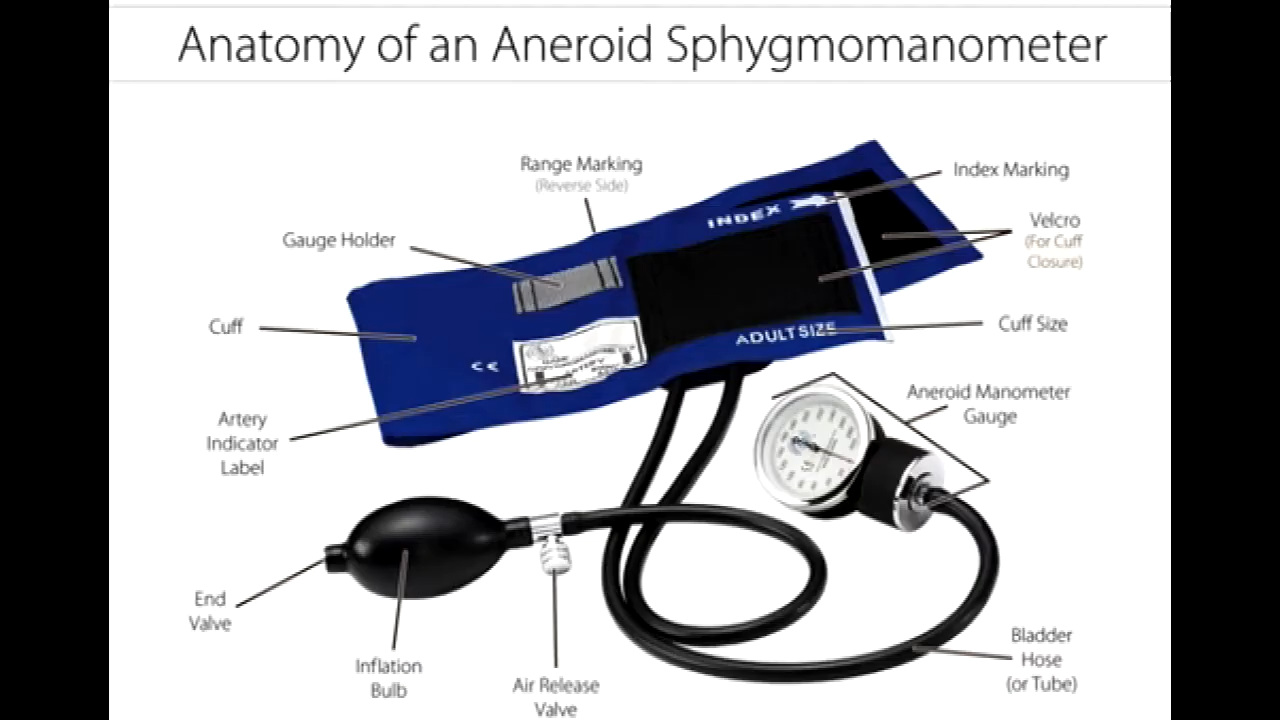 Anatomy of an Aneroid Sphygmomanometer
Range Marking
(Reverse Side)
Index Marking
INDEX
Velcro
(For Cuff
Closure)
Gauge Holder
Cuff
Cuff Size
ADULT SIZE
CE
ARTERY
Aneroid Manometer
Gauge
Artery
Indicator
Label
End
Valve
Inflation
Bulb
Air Release
Valve
Bladder
Hose
(or Tube)